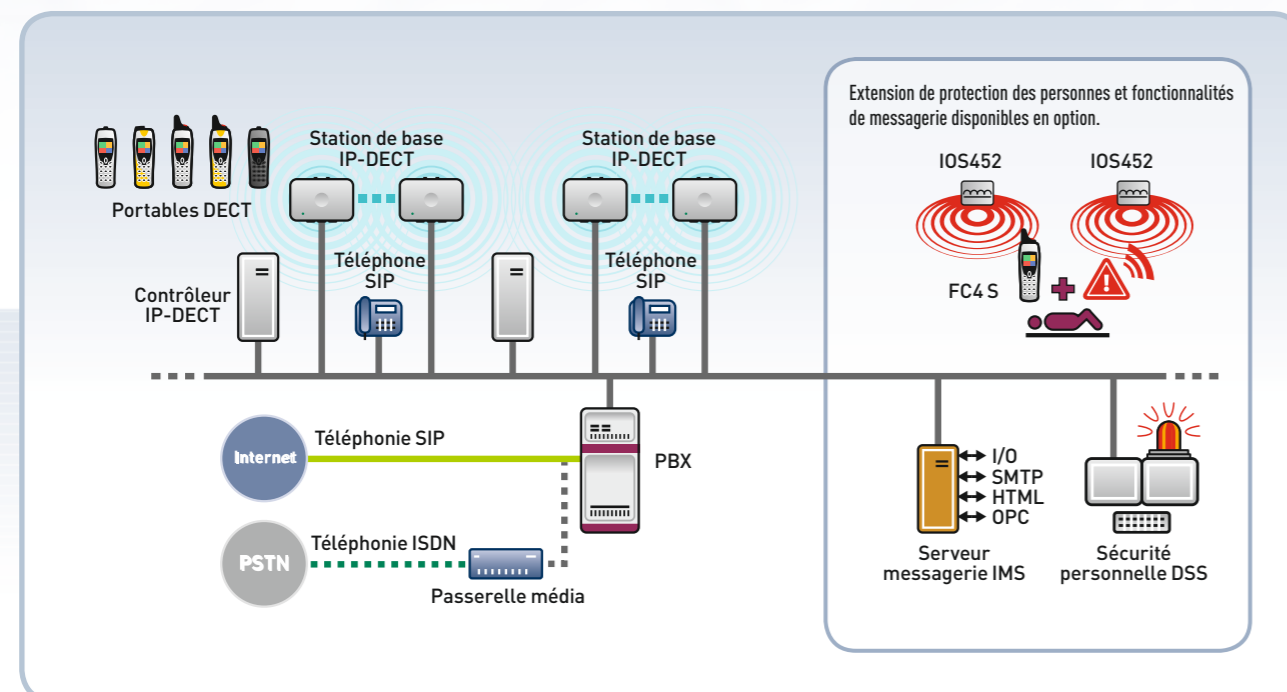 Extension de protection des personnes et fonctionnalités
de messagerie disponibles en option.
Portables DECT
Station de base
IP-DECT
Station de base
IP-DECT
IOS452
IOS452
FC4 S
Contrôleur
IP-DECT
Téléphone
SIP
Téléphone
SIP
Internet
Téléphonie SIP
PBX
PSTN
Téléphonie ISDN
Passerelle média
I/O
SMTP
HTML
OPC
Serveur
messagerie IMS
Sécurité
personnelle DSS